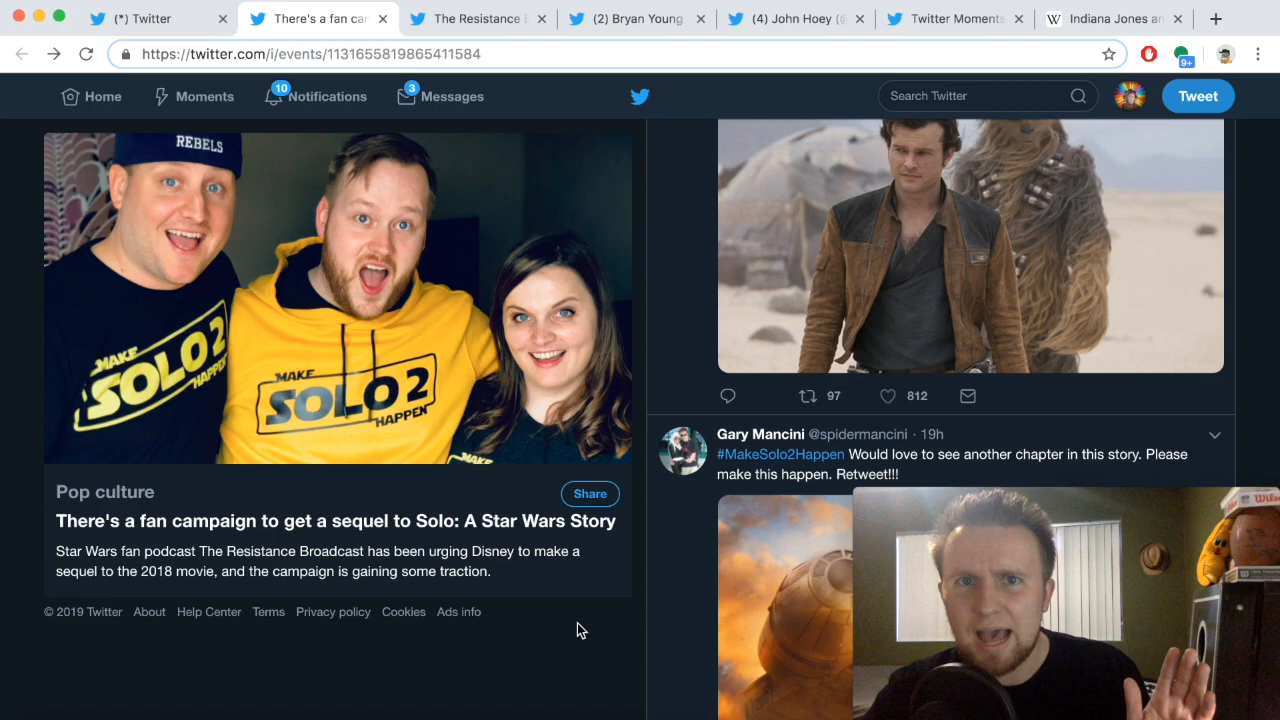 (*) Twitter
There's a fan car
The Resistance B
(2) Bryan Young
(4) John Hoey (@
Twitter Moments
W
Indiana Jones an
https://twitter.com/i/events/1131655819865411584
9+
Home
Moments
10
Notifications
3
Messages
Search Twitter
Tweet
REBELS
MAKE
SOLO 2
HAPPEN
MAKE
SOLO 2
HAPPEN
Pop culture
Share
There's a fan campaign to get a sequel to Solo: A Star Wars Story
Star Wars fan podcast The Resistance Broadcast has been urging Disney to make a
sequel to the 2018 movie, and the campaign is gaining some traction.
© 2019 Twitter About Help Center Terms Privacy policy Cookies Ads info
97
812
Gary Mancini @spidermancini · 19h
#MakeSolo2Happen Would love to see another chapter in this story. Please
make this happen. Retweet!!!
Wilson